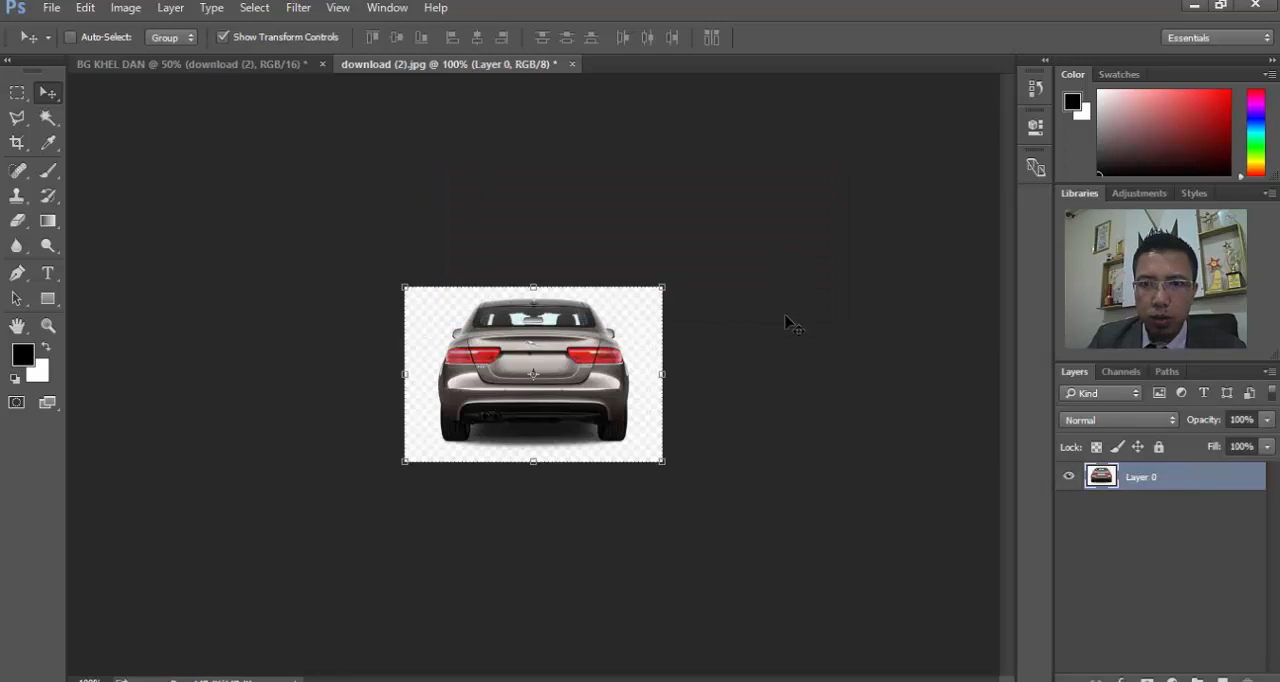 Ps File Edit Image Layer Type Select Filter View Window Help
Auto-Select: Group Show Transform Controls Essentials
BG KHEL DAN @ 50% (download (2), RGB/16) * × download (2).jpg @ 100% (Layer 0, RGB/8) * ×
Color Swatches
Libraries Adjustments Styles
Layers Channels Paths
Kind
Normal Opacity: 100%
Lock: Fill: 100%
Layer 0